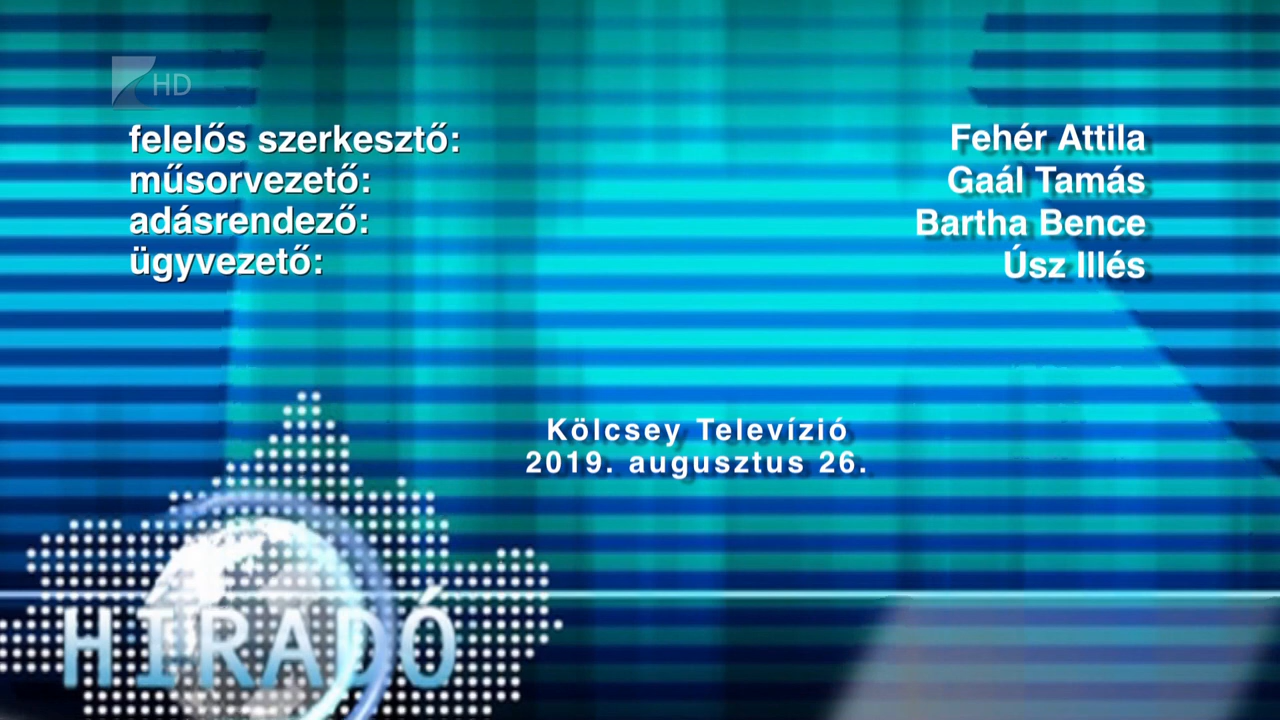 HD
felelős szerkesztő: Fehér Attila
műsorvezető: Gaál Tamás
adásrendező: Bartha Bence
ügyvezető: Úsz Illés
Kölcsey Televízió
2019. augusztus 26.
HÍRADÓ